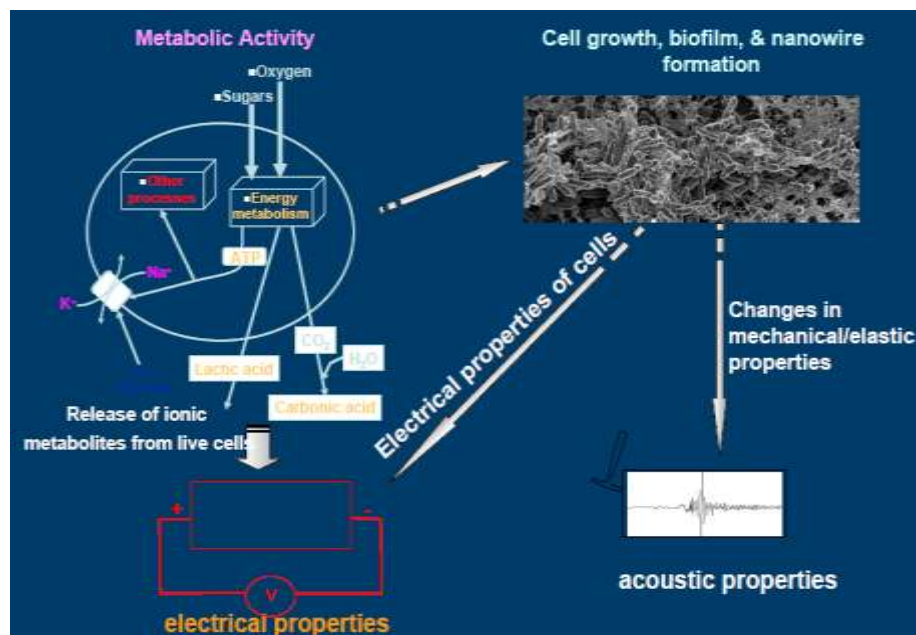 Metabolic Activity
Cell growth, biofilm, & nanowire
formation
▪Oxygen
▪Sugars
▪Other
processes
▪Energy
metabolism
ATP
Na+
K+
CO2
H2O
Lactic acid
Carbonic acid
Release of ionic
metabolites from live cells
Electrical properties of cells
Changes in
mechanical/elastic
properties
+
-
V
electrical properties
acoustic properties